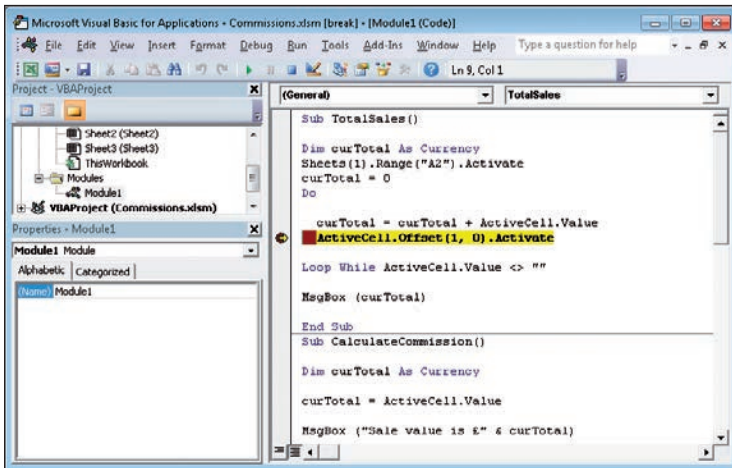 Microsoft Visual Basic for Applications - Commissions.xlsm [break] - [Module1 (Code)]
File Edit View Insert Format Debug Run Tools Add-Ins Window Help Type a question for help
Ln 9, Col 1
Project - VBAProject
Sheet2 (Sheet2)
Sheet3 (Sheet3)
ThisWorkbook
Modules
Module1
VBAProject (Commissions.xlsm)
Properties - Module1
Module1 Module
Alphabetic Categorized
(Name) Module1
(General) TotalSales
Sub TotalSales()
Dim curTotal As Currency
Sheets(1).Range("A2").Activate
curTotal = 0
Do
curTotal = curTotal + ActiveCell.Value
ActiveCell.Offset(1, 0).Activate
Loop While ActiveCell.Value <> ""
MsgBox (curTotal)
End Sub
Sub CalculateCommission()
Dim curTotal As Currency
curTotal = ActiveCell.Value
MsgBox ("Sale value is £" & curTotal)